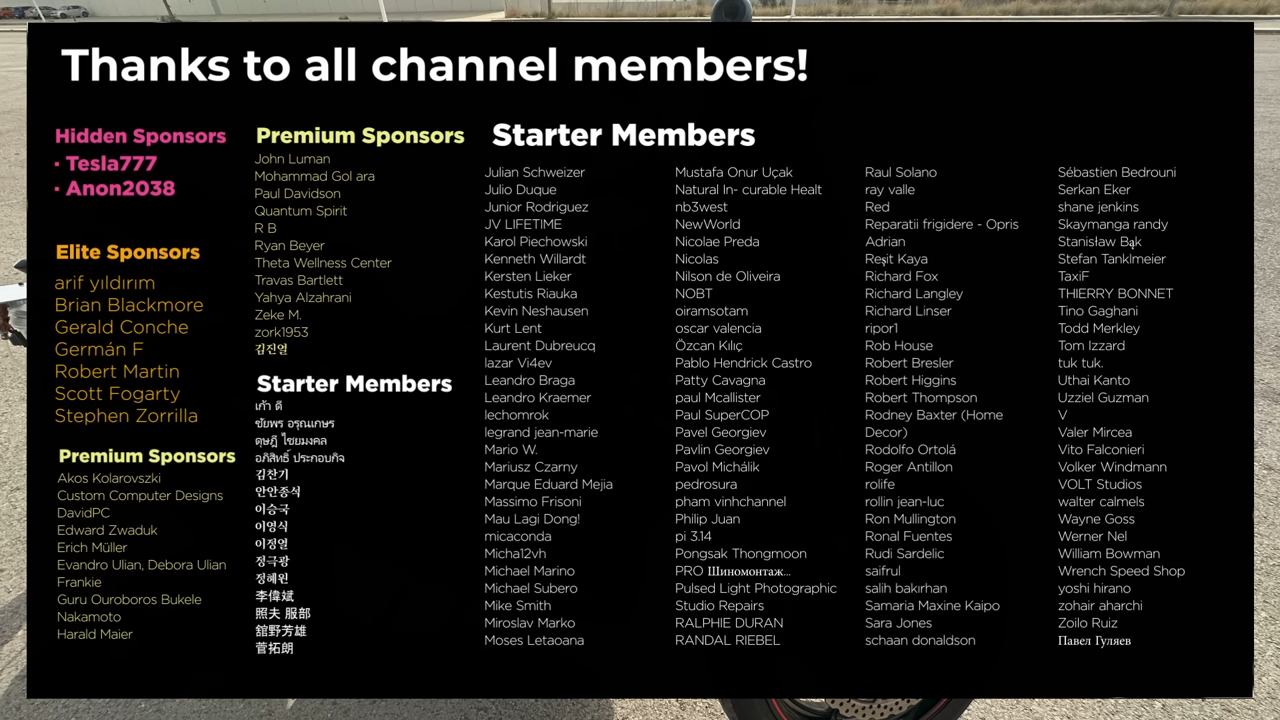 Thanks to all channel members!
Hidden Sponsors
· Tesla777
· Anon2038
Elite Sponsors
arif yıldırım
Brian Blackmore
Gerald Conche
Germán F
Robert Martin
Scott Fogarty
Stephen Zorrilla
Premium Sponsors
Akos Kolarovszki
Custom Computer Designs
DavidPC
Edward Zwaduk
Erich Müller
Evandro Ulian, Debora Ulian
Frankie
Guru Ouroboros Bukele
Nakamoto
Harald Maier
Premium Sponsors
John Luman
Mohammad Gol ara
Paul Davidson
Quantum Spirit
R B
Ryan Beyer
Theta Wellness Center
Travas Bartlett
Yahya Alzahrani
Zeke M.
zork1953
김진열
Starter Members
เก๋า ดี
ชัยพร อรุณเกษร
ดุษฎี ไชยมงคล
อภิสิทธิ์ ประกอบกิจ
김찬기
안안종식
이승국
이영식
이정열
정극광
정혜원
李偉斌
照夫 服部
舘野芳雄
菅拓朗
Starter Members
Julian Schweizer
Julio Duque
Junior Rodriguez
JV LIFETIME
Karol Piechowski
Kenneth Willardt
Kersten Lieker
Kestutis Riauka
Kevin Neshausen
Kurt Lent
Laurent Dubreucq
lazar Vi4ev
Leandro Braga
Leandro Kraemer
lechomrok
legrand jean-marie
Mario W.
Mariusz Czarny
Marque Eduard Mejia
Massimo Frisoni
Mau Lagi Dong!
micaconda
Micha12vh
Michael Marino
Michael Subero
Mike Smith
Miroslav Marko
Moses Letaoana
Mustafa Onur Uçak
Natural In- curable Healt
nb3west
NewWorld
Nicolae Preda
Nicolas
Nilson de Oliveira
NOBT
oiramsotam
oscar valencia
Özcan Kılıç
Pablo Hendrick Castro
Patty Cavagna
paul Mcallister
Paul SuperCOP
Pavel Georgiev
Pavlin Georgiev
Pavol Michálik
pedrosura
pham vinhchannel
Philip Juan
pi 3.14
Pongsak Thongmoon
PRO Шиномонтаж...
Pulsed Light Photographic
Studio Repairs
RALPHIE DURAN
RANDAL RIEBEL
Raul Solano
ray valle
Red
Reparatii frigidere - Opris
Adrian
Reşit Kaya
Richard Fox
Richard Langley
Richard Linser
ripor1
Rob House
Robert Bresler
Robert Higgins
Robert Thompson
Rodney Baxter (Home
Decor)
Rodolfo Ortolá
Roger Antillon
rolife
rollin jean-luc
Ron Mullington
Ronal Fuentes
Rudi Sardelic
saifrul
salih bakırhan
Samaria Maxine Kaipo
Sara Jones
schaan donaldson
Sébastien Bedrouni
Serkan Eker
shane jenkins
Skaymanga randy
Stanisław Bąk
Stefan Tanklmeier
TaxiF
THIERRY BONNET
Tino Gaghani
Todd Merkley
Tom Izzard
tuk tuk.
Uthai Kanto
Uzziel Guzman
V
Valer Mircea
Vito Falconieri
Volker Windmann
VOLT Studios
walter calmels
Wayne Goss
Werner Nel
William Bowman
Wrench Speed Shop
yoshi hirano
zohair aharchi
Zoilo Ruiz
Павел Гуляев